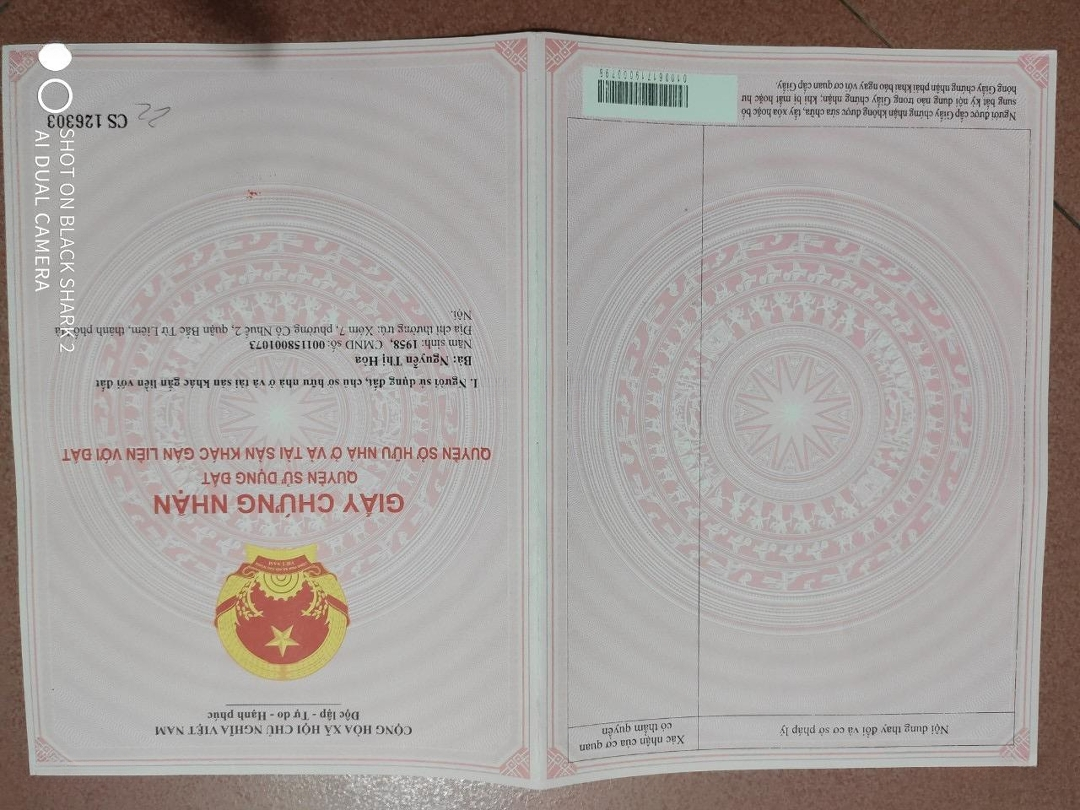 CỘNG HÒA XÃ HỘI CHỦ NGHĨA VIỆT NAM
Độc lập - Tự do - Hạnh phúc
GIẤY CHỨNG NHẬN
QUYỀN SỬ DỤNG ĐẤT
QUYỀN SỞ HỮU NHÀ Ở VÀ TÀI SẢN KHÁC GẮN LIỀN VỚI ĐẤT
I. Người sử dụng đất, chủ sở hữu nhà ở và tài sản khác gắn liền với đất
Bà: Nguyễn Thị Hòa
Năm sinh: 1958, CMND số: 001158001073
Địa chỉ thường trú: Xóm 7, phường Cổ Nhuế 2, quận Bắc Từ Liêm, thành phố
Nội.
CS 126303
22
Nội dung thay đổi và cơ sở pháp lý
Xác nhận của cơ quan
có thẩm quyền
Người được cấp Giấy chứng nhận không được sửa chữa, tẩy xóa hoặc bổ
sung bất kỳ nội dung nào trong Giấy chứng nhận; khi bị mất hoặc hư
hỏng Giấy chứng nhận phải khai báo ngay với cơ quan cấp Giấy.
SHOT ON BLACK SHARK 2
AI DUAL CAMERA